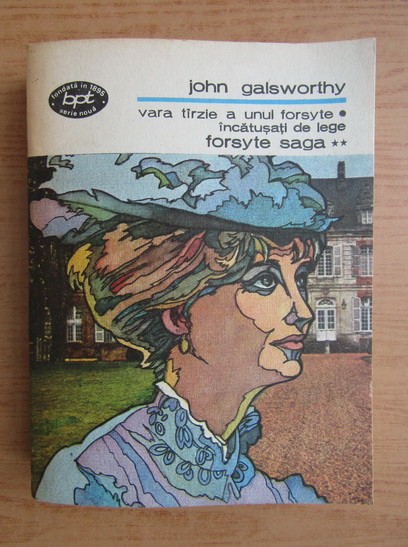 fondată în 1895
bpt
serie nouă
john galsworthy
vara tîrzie a unui forsyte •
încătușați de lege
forsyte saga **